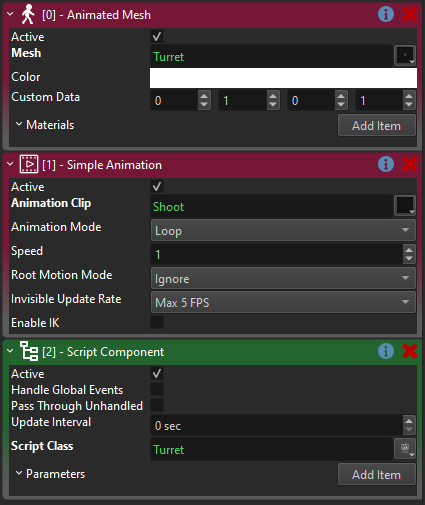 [0] - Animated Mesh
Active
Mesh Turret
Color
Custom Data 0 1 0 1
Materials Add Item
[1] - Simple Animation
Active
Animation Clip Shoot
Animation Mode Loop
Speed 1
Root Motion Mode Ignore
Invisible Update Rate Max 5 FPS
Enable IK
[2] - Script Component
Active
Handle Global Events
Pass Through Unhandled
Update Interval 0 sec
Script Class Turret
Parameters Add Item